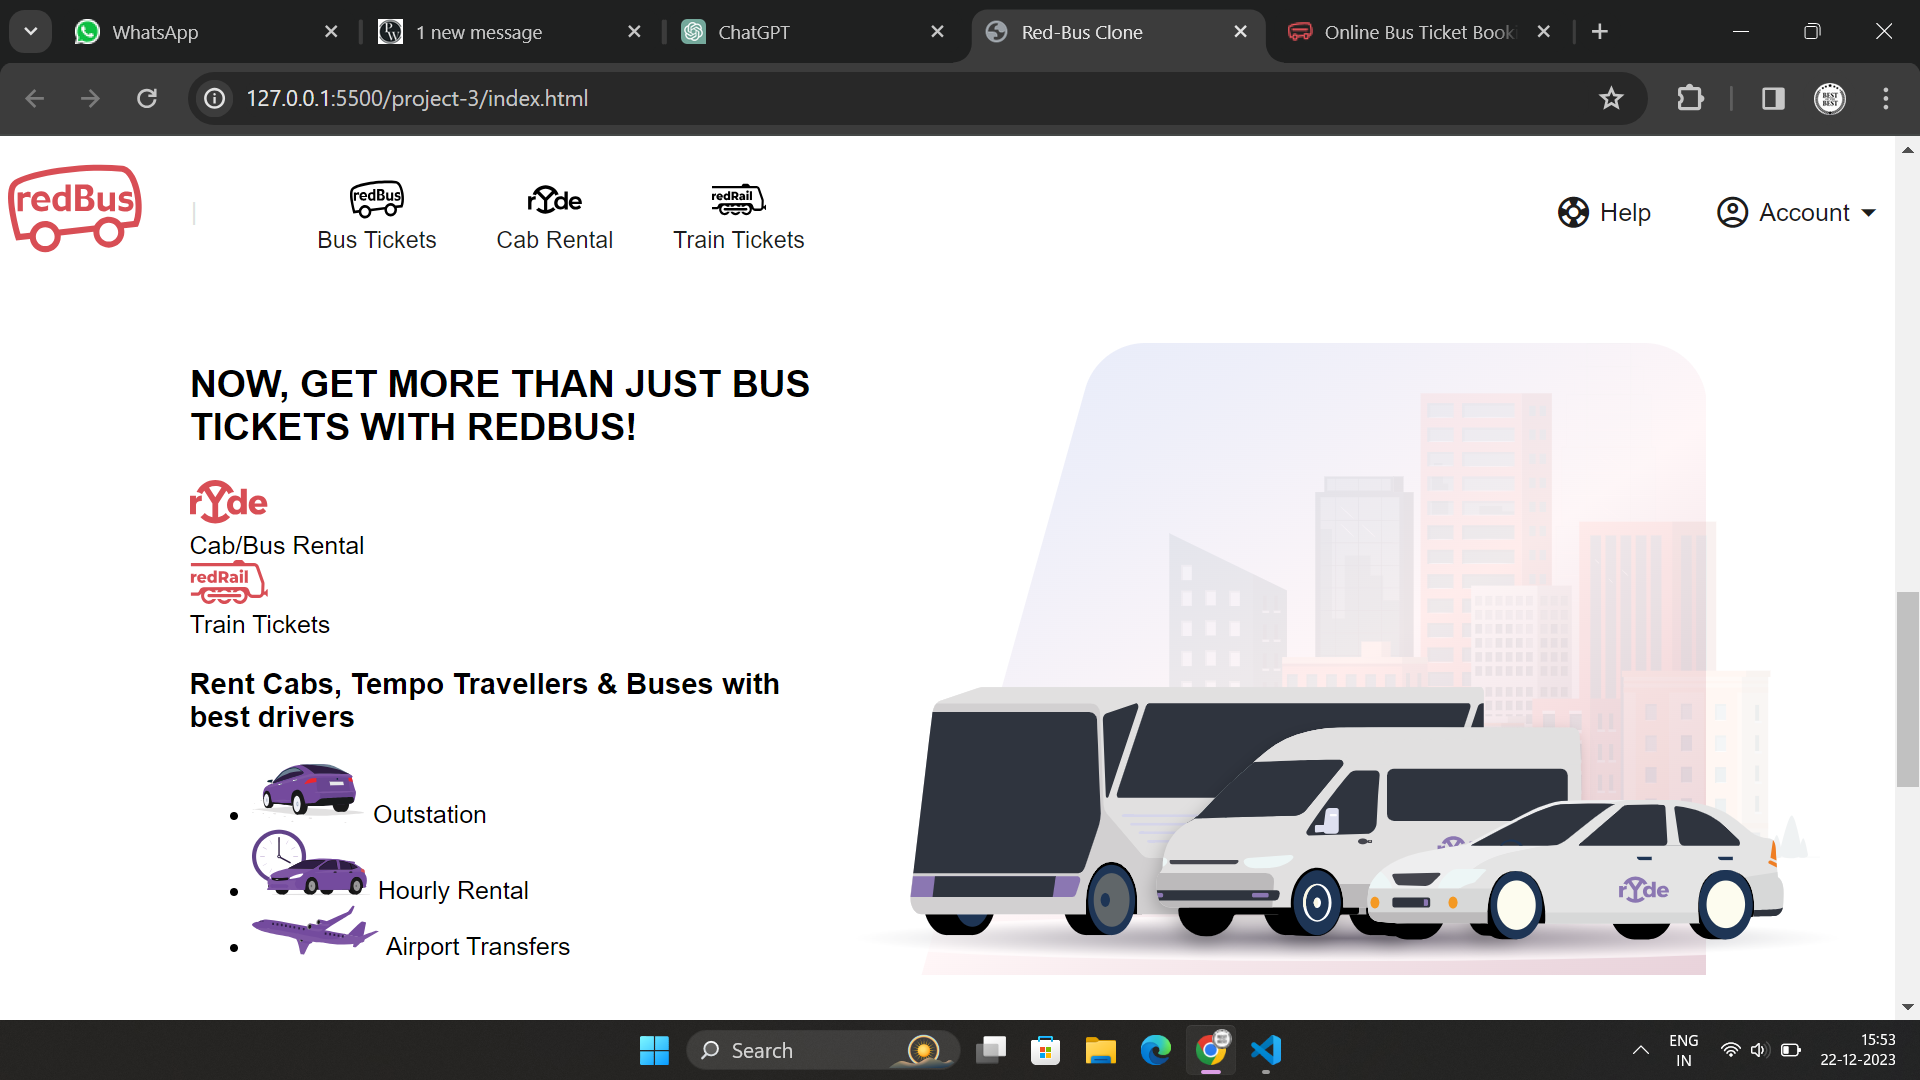 WhatsApp
1 new message
ChatGPT
Red-Bus Clone
Online Bus Ticket Booki
127.0.0.1:5500/project-3/index.html
BEST
BEST
redBus
redBus
Bus Tickets
rYde
Cab Rental
redRail
Train Tickets
Help
Account
NOW, GET MORE THAN JUST BUS
TICKETS WITH REDBUS!
rYde
Cab/Bus Rental
redRail
Train Tickets
Rent Cabs, Tempo Travellers & Buses with
best drivers
Outstation
Hourly Rental
Airport Transfers
rYde
Search
ENG
IN
15:53
22-12-2023